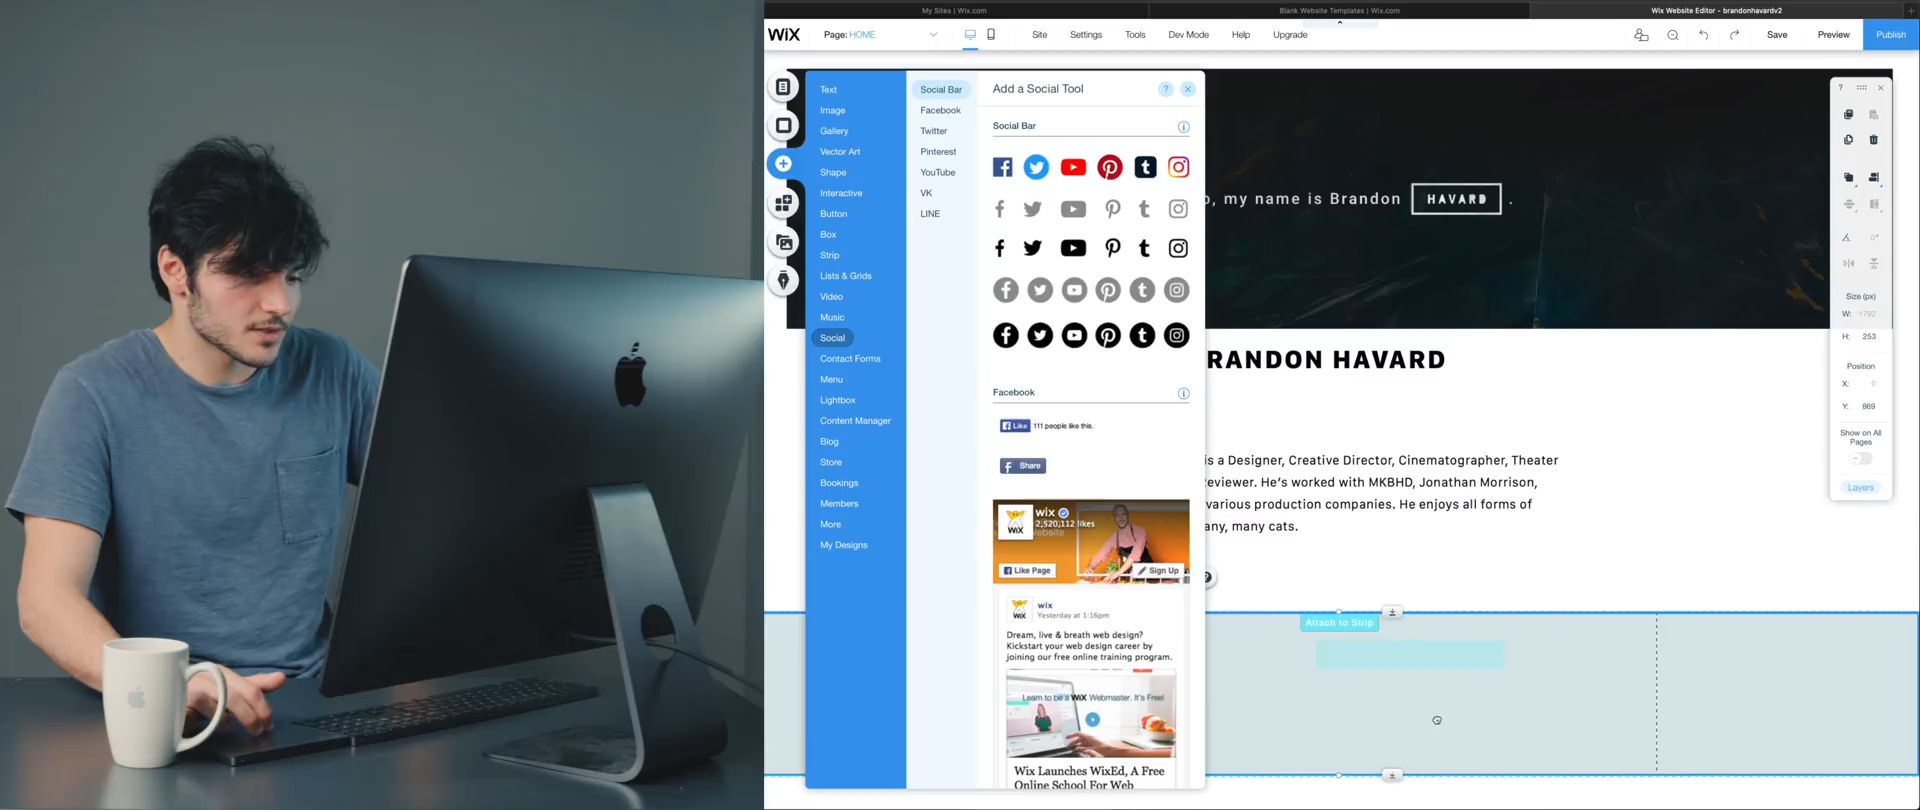 My Sites | Wix.com
Blank Website Templates | Wix.com
Wix Website Editor - brandonhavardv2
WIX
Page: HOME
Site
Settings
Tools
Dev Mode
Help
Upgrade
Save
Preview
Publish
Text
Image
Gallery
Vector Art
Shape
Interactive
Button
Box
Strip
Lists & Grids
Video
Music
Social
Contact Forms
Menu
Lightbox
Content Manager
Blog
Store
Bookings
Members
More
My Designs
Social Bar
Facebook
Twitter
Pinterest
YouTube
VK
LINE
Add a Social Tool
Social Bar
Facebook
Like 111 people like this.
Share
WiX
wix
2,520,112 likes
Like Page
Sign Up
wix
Yesterday at 1:16pm
Dream, live & breath web design?
Kickstart your web design career by
joining our free online training program.
Learn to be a WiX Webmaster. It's Free!
Wix Launches WixEd, A Free
Online School For Web
o, my name is Brandon HAVARD .
RANDON HAVARD
is a Designer, Creative Director, Cinematographer, Theater
eviewer. He's worked with MKBHD, Jonathan Morrison,
various production companies. He enjoys all forms of
any, many cats.
Attach to Strip
0°
Size (px)
W: 1792
H: 253
Position
X: 0
Y: 869
Show on All
Pages
Layers